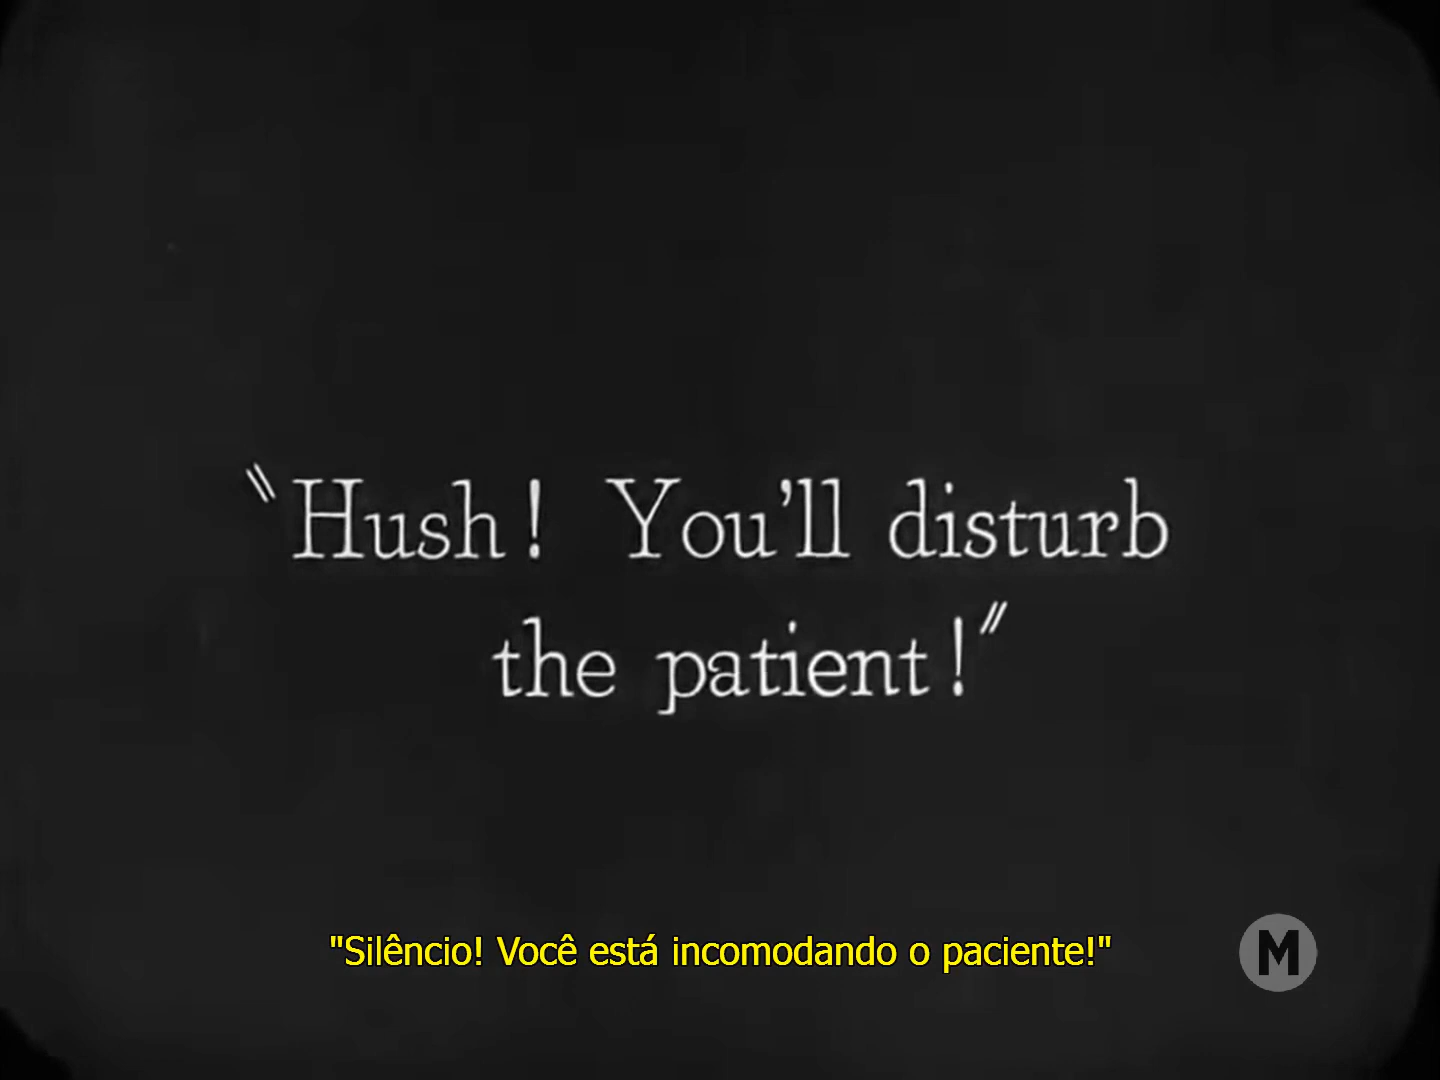 "Hush! You'll disturb
the patient!"
"Silêncio! Você está incomodando o paciente!"
M